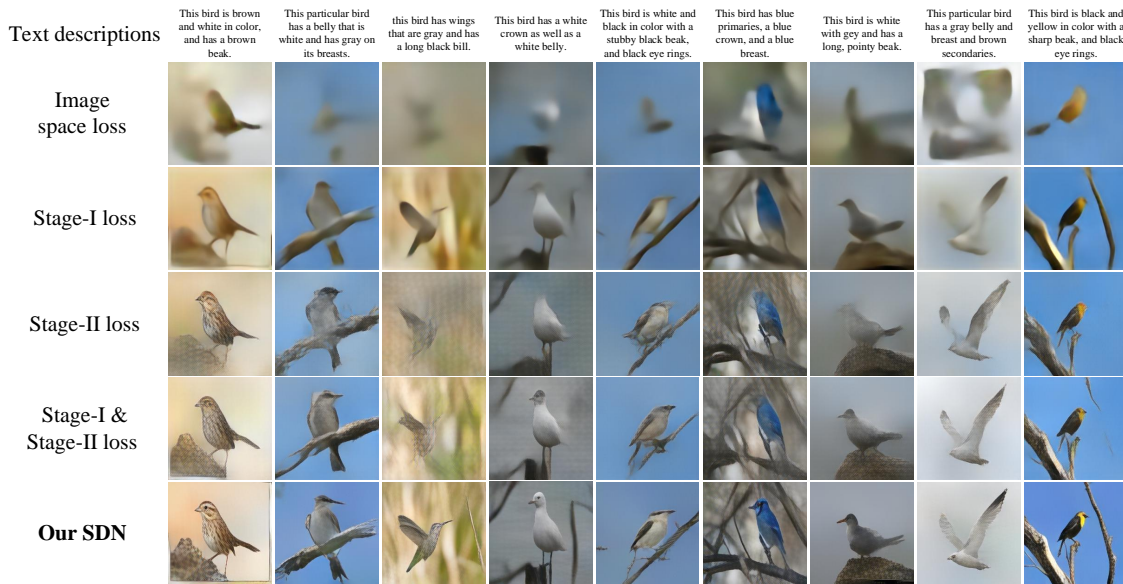 Text descriptions
This bird is brown
and white in color,
and has a brown
beak.
This particular bird
has a belly that is
white and has gray on
its breasts.
this bird has wings
that are gray and has
a long black bill.
This bird has a white
crown as well as a
white belly.
This bird is white and
black in color with a
stubby black beak,
and black eye rings.
This bird has blue
primaries, a blue
crown, and a blue
breast.
This bird is white
with gey and has a
long, pointy beak.
This particular bird
has a gray belly and
breast and brown
secondaries.
This bird is black and
yellow in color with a
sharp beak, and black
eye rings.
Image
space loss
Stage-I loss
Stage-II loss
Stage-I &
Stage-II loss
Our SDN